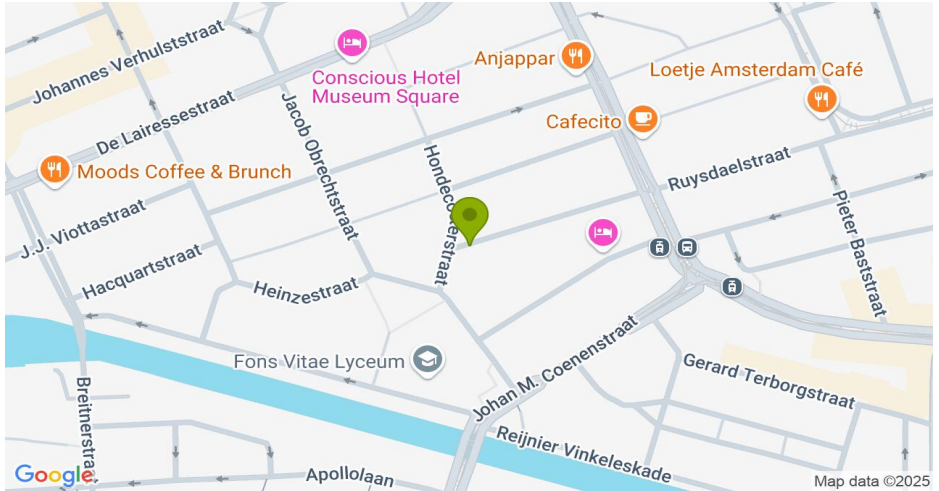 Johannes Verhulststraat
De Lairessestraat
Conscious Hotel
Museum Square
Anjappar
Loetje Amsterdam Café
Cafecito
Moods Coffee & Brunch
Jacob Obrechtstraat
Ruysdaelstraat
J.J. Viottastraat
Hacquartstraat
Heinzestraat
Pieter Baststraat
Fons Vitae Lyceum
Johan M. Coenenstraat
Gerard Terborgstraat
Breitnerstraat
Reijnier Vinkeleskade
Apollolaan
Google
Map data ©2025